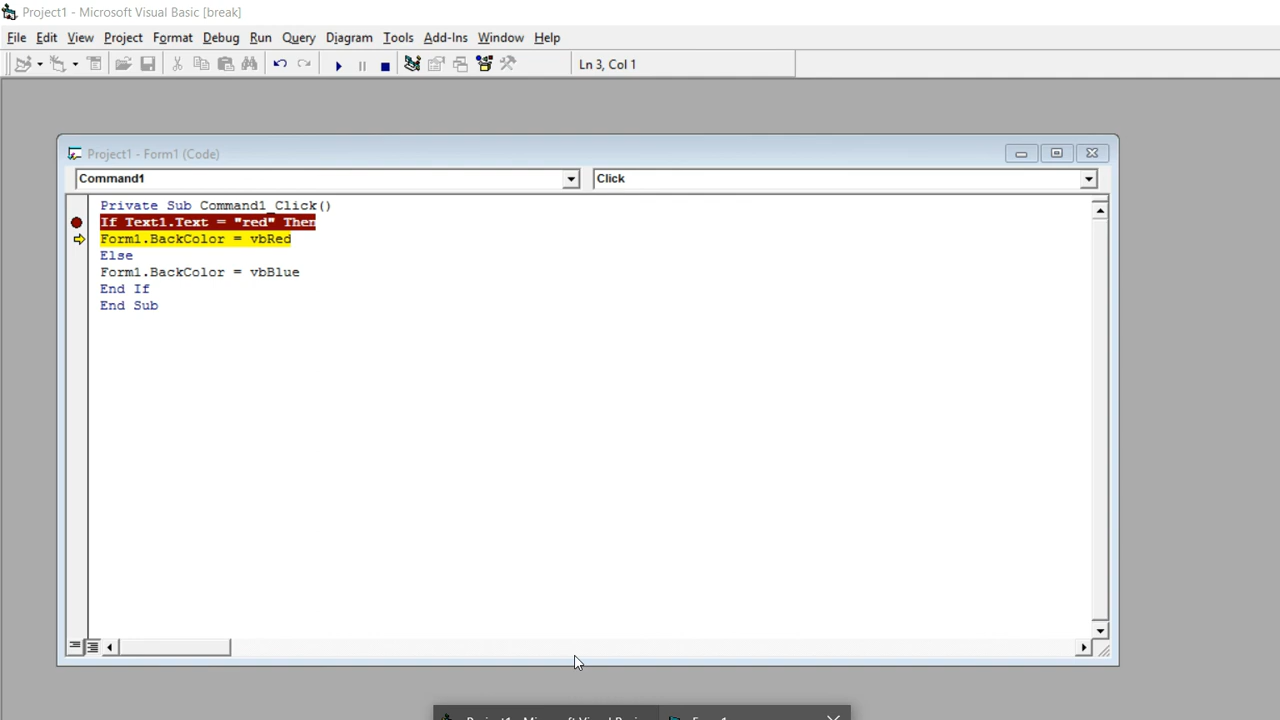 Project1 - Microsoft Visual Basic [break]
File Edit View Project Format Debug Run Query Diagram Tools Add-Ins Window Help
Ln 3, Col 1
Project1 - Form1 (Code)
Command1 Click
Private Sub Command1_Click()
If Text1.Text = "red" Then
Form1.BackColor = vbRed
Else
Form1.BackColor = vbBlue
End If
End Sub